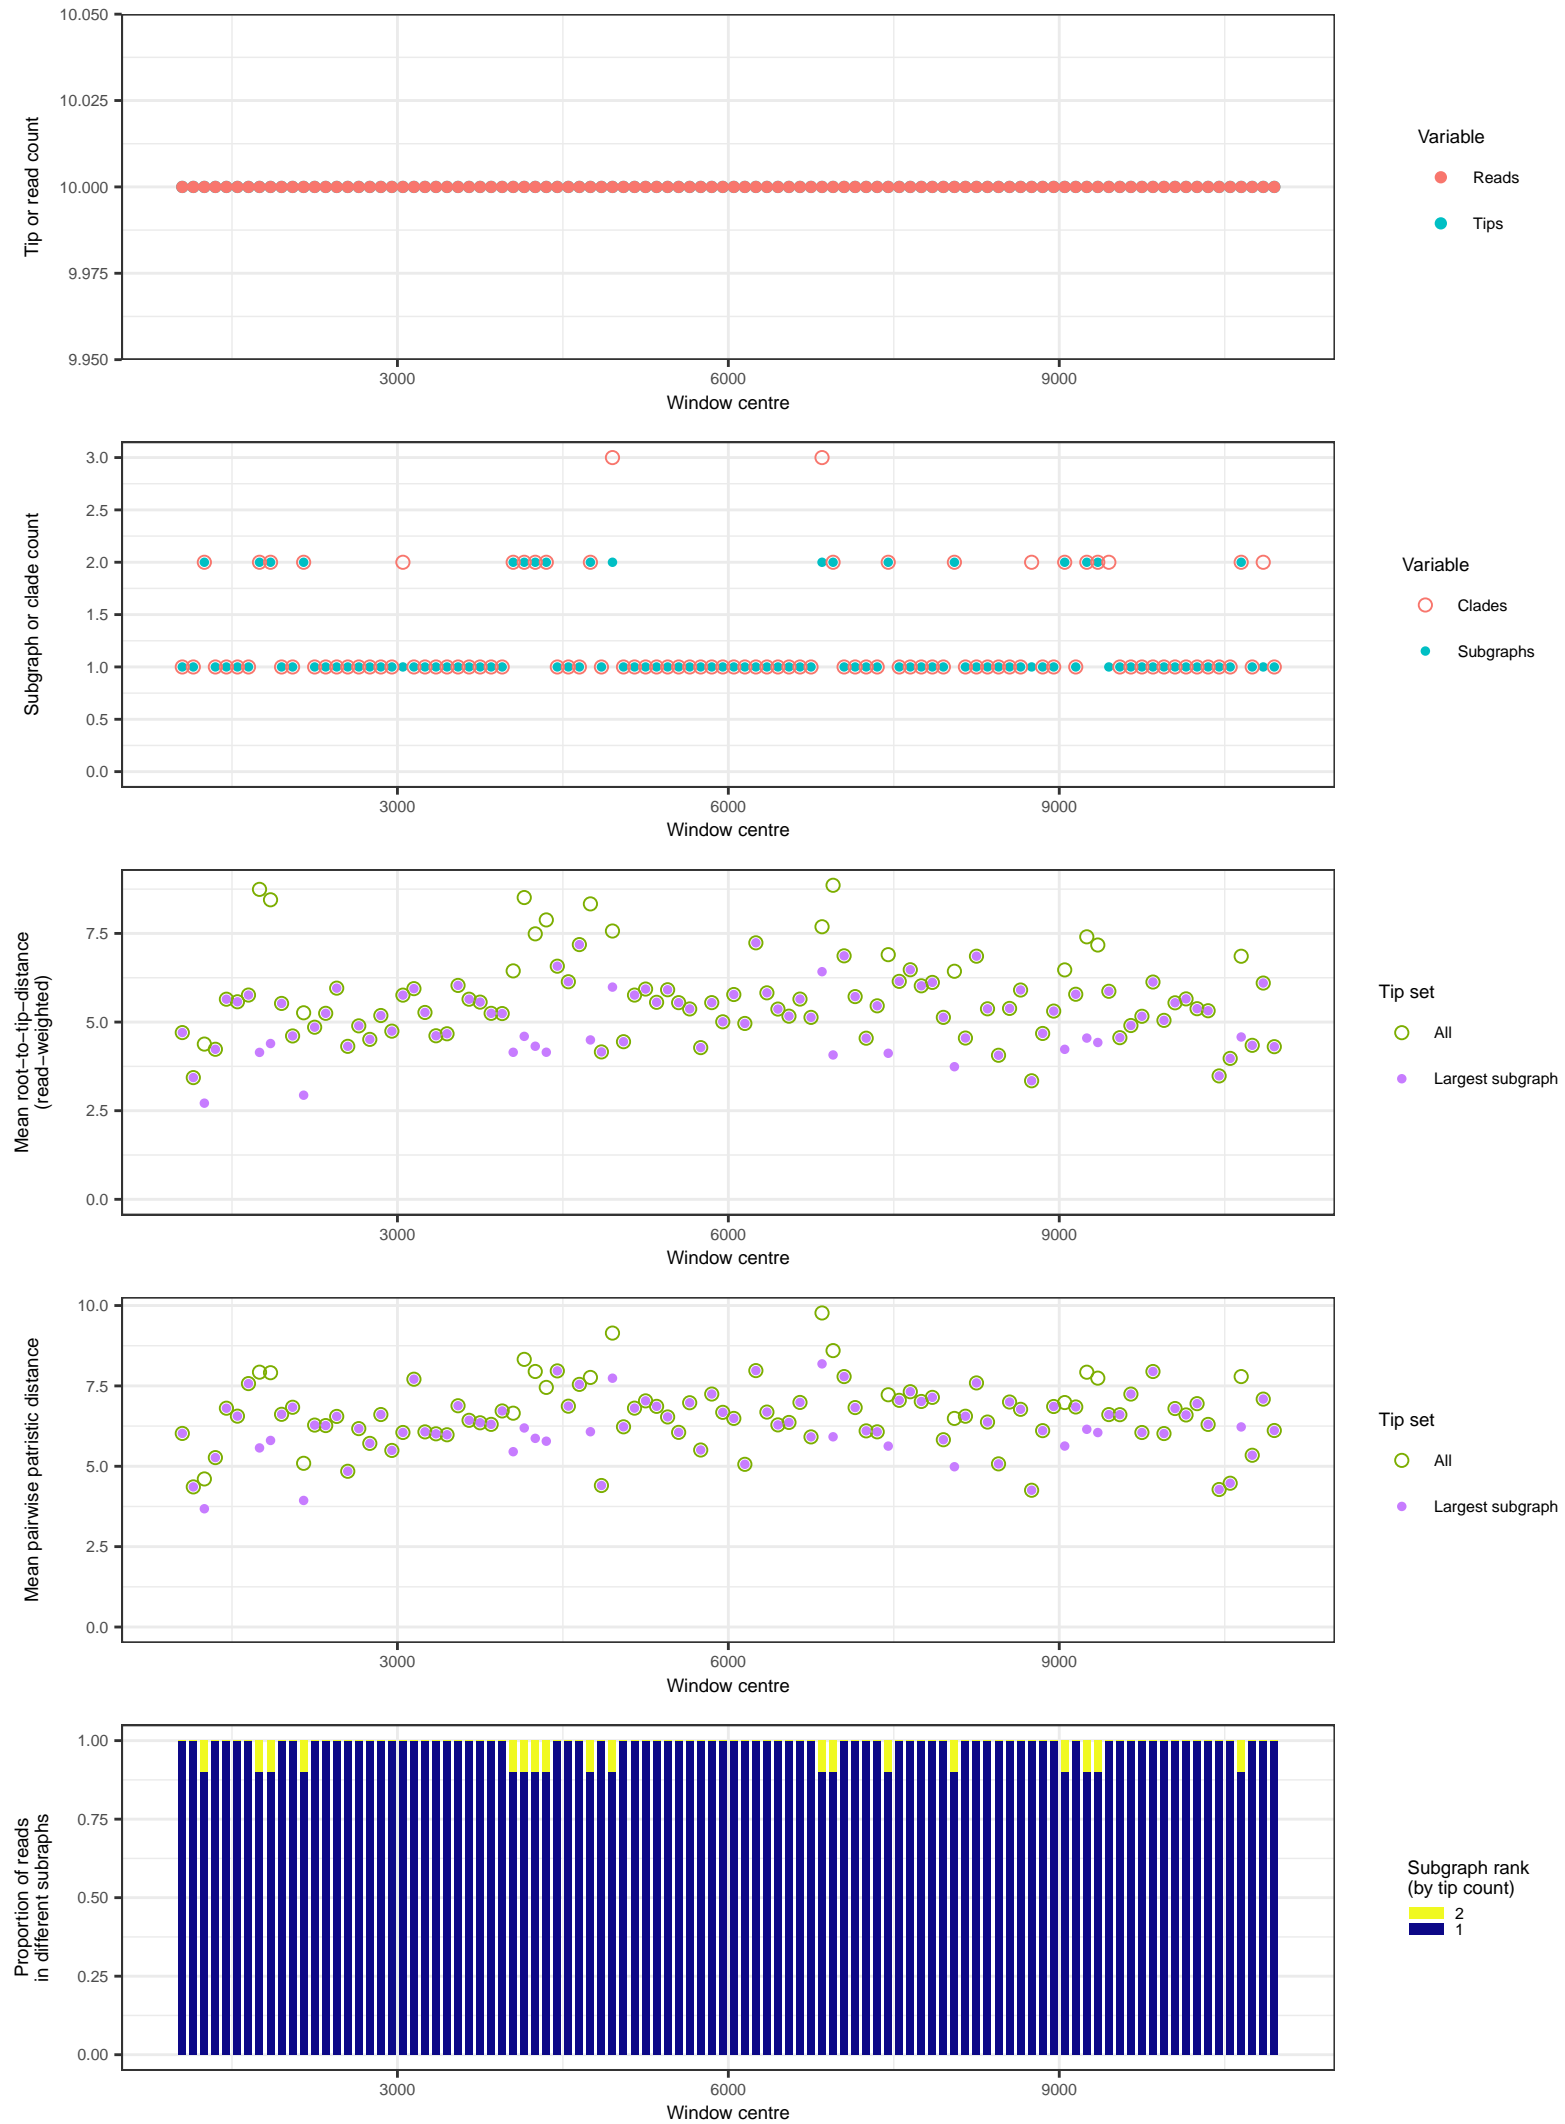 10.050
10.025
10.000
9.975
9.950
Tip or read count
3000 6000 9000
Window centre
Variable
Reads
Tips
3.0
2.5
2.0
1.5
1.0
0.5
0.0
Subgraph or clade count
3000 6000 9000
Window centre
Variable
Clades
Subgraphs
7.5
5.0
2.5
0.0
Mean root−to−tip−distance
(read−weighted)
3000 6000 9000
Window centre
Tip set
All
Largest subgraph
10.0
7.5
5.0
2.5
0.0
Mean pairwise patristic distance
3000 6000 9000
Window centre
Tip set
All
Largest subgraph
1.00
0.75
0.50
0.25
0.00
Proportion of reads
in different subraphs
3000 6000 9000
Window centre
Subgraph rank
(by tip count)
2
1